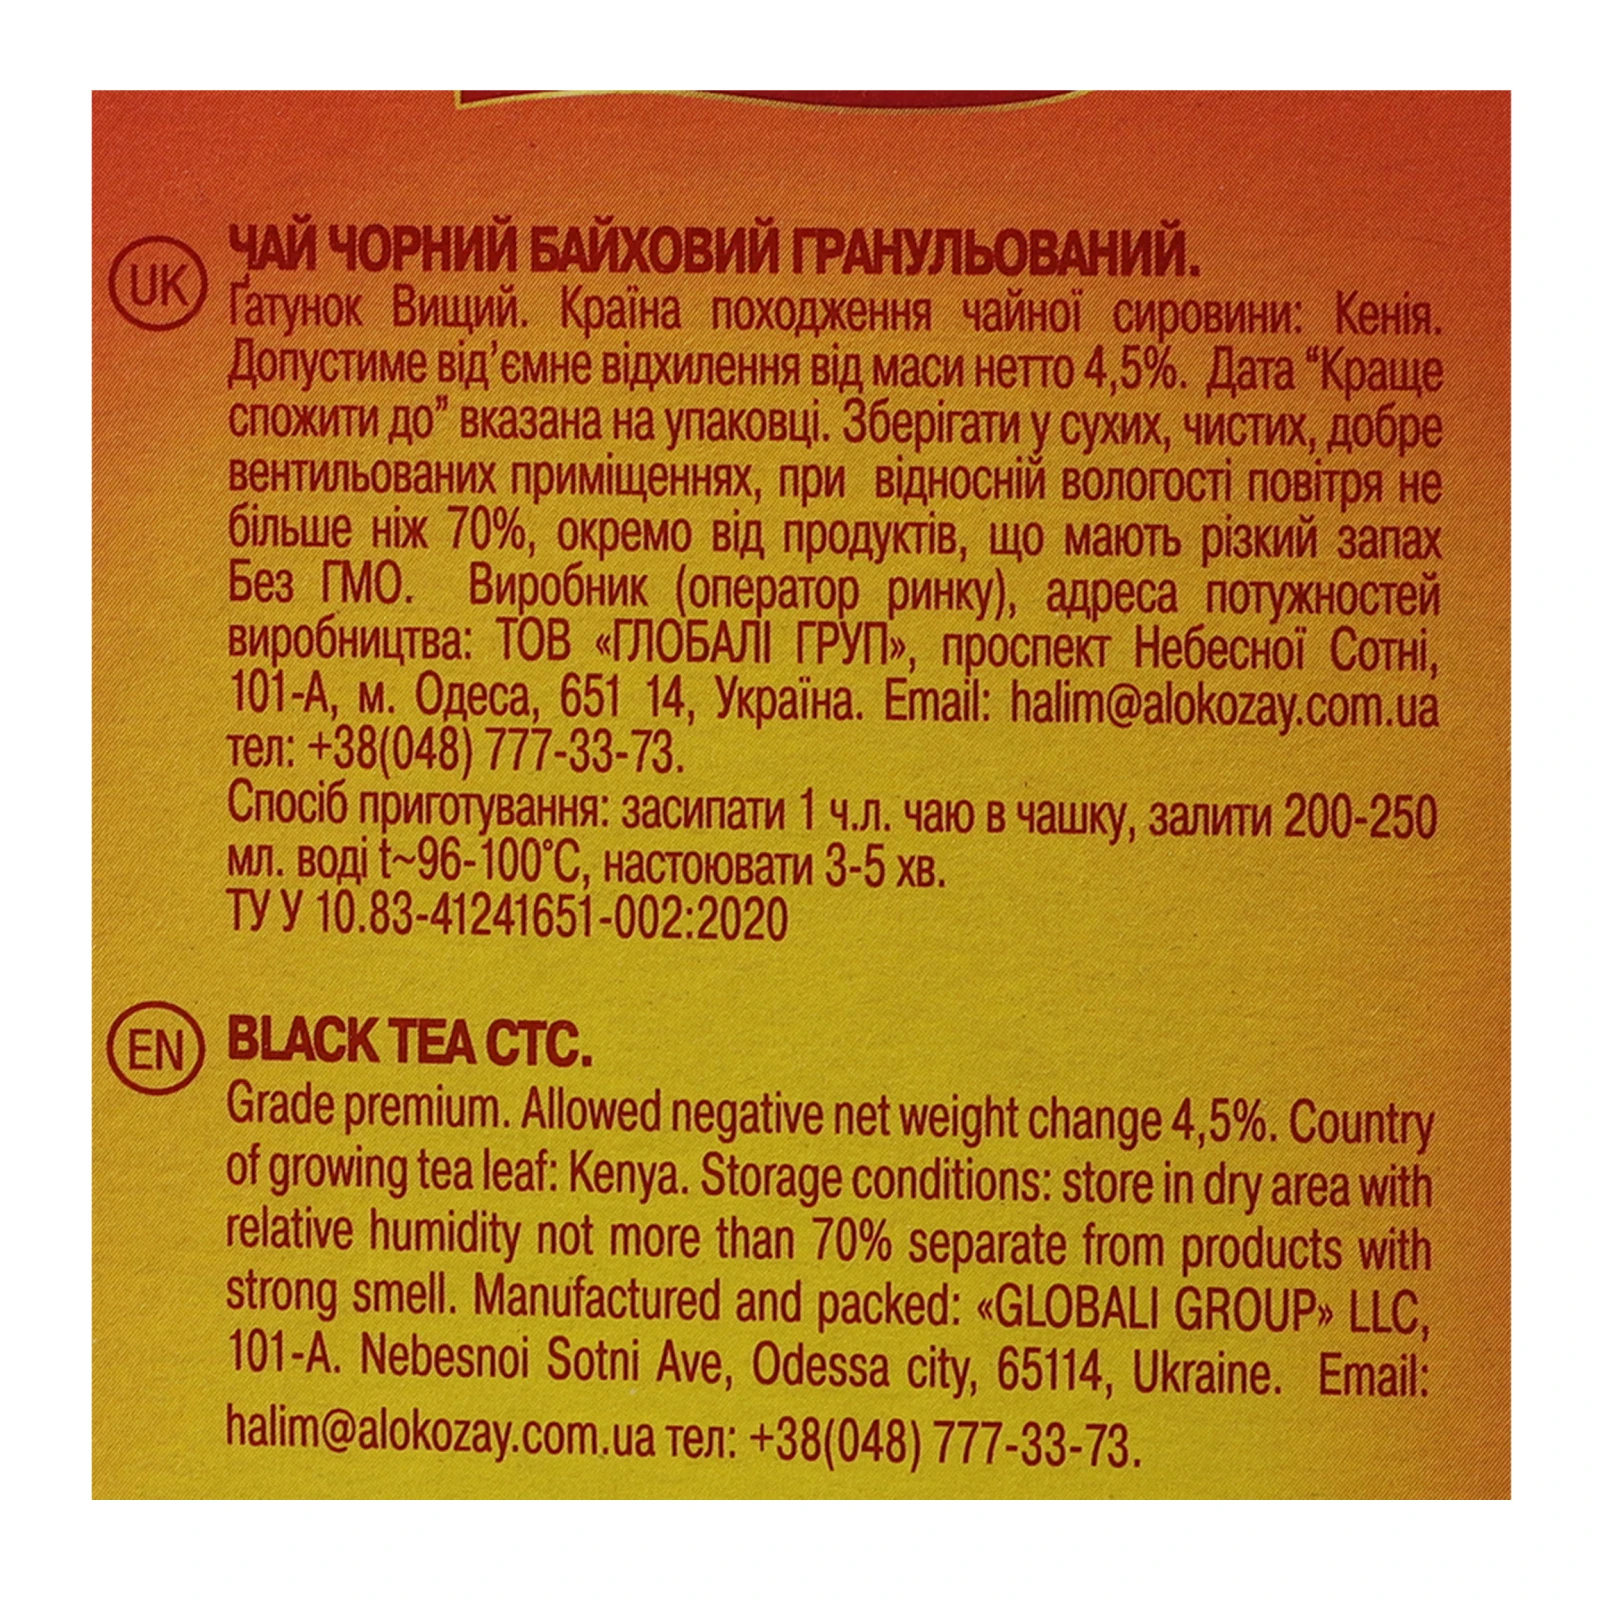 UK
ЧАЙ ЧОРНИЙ БАЙХОВИЙ ГРАНУЛЬОВАНИЙ.
Ґатунок Вищий. Країна походження чайної сировини: Кенія.
Допустиме від’ємне відхилення від маси нетто 4,5%. Дата “Краще
спожити до” вказана на упаковці. Зберігати у сухих, чистих, добре
вентильованих приміщеннях, при відносній вологості повітря не
більше ніж 70%, окремо від продуктів, що мають різкий запах
Без ГМО. Виробник (оператор ринку), адреса потужностей
виробництва: ТОВ «ГЛОБАЛІ ГРУП», проспект Небесної Сотні,
101-А, м. Одеса, 651 14, Україна. Email: halim@alokozay.com.ua
тел: +38(048) 777-33-73.
Спосіб приготування: засипати 1 ч.л. чаю в чашку, залити 200-250
мл. воді t~96-100°C, настоювати 3-5 хв.
ТУ У 10.83-41241651-002:2020
EN
BLACK TEA CTC.
Grade premium. Allowed negative net weight change 4,5%. Country
of growing tea leaf: Kenya. Storage conditions: store in dry area with
relative humidity not more than 70% separate from products with
strong smell. Manufactured and packed: «GLOBALI GROUP» LLC,
101-A. Nebesnoi Sotni Ave, Odessa city, 65114, Ukraine. Email:
halim@alokozay.com.ua тел: +38(048) 777-33-73.